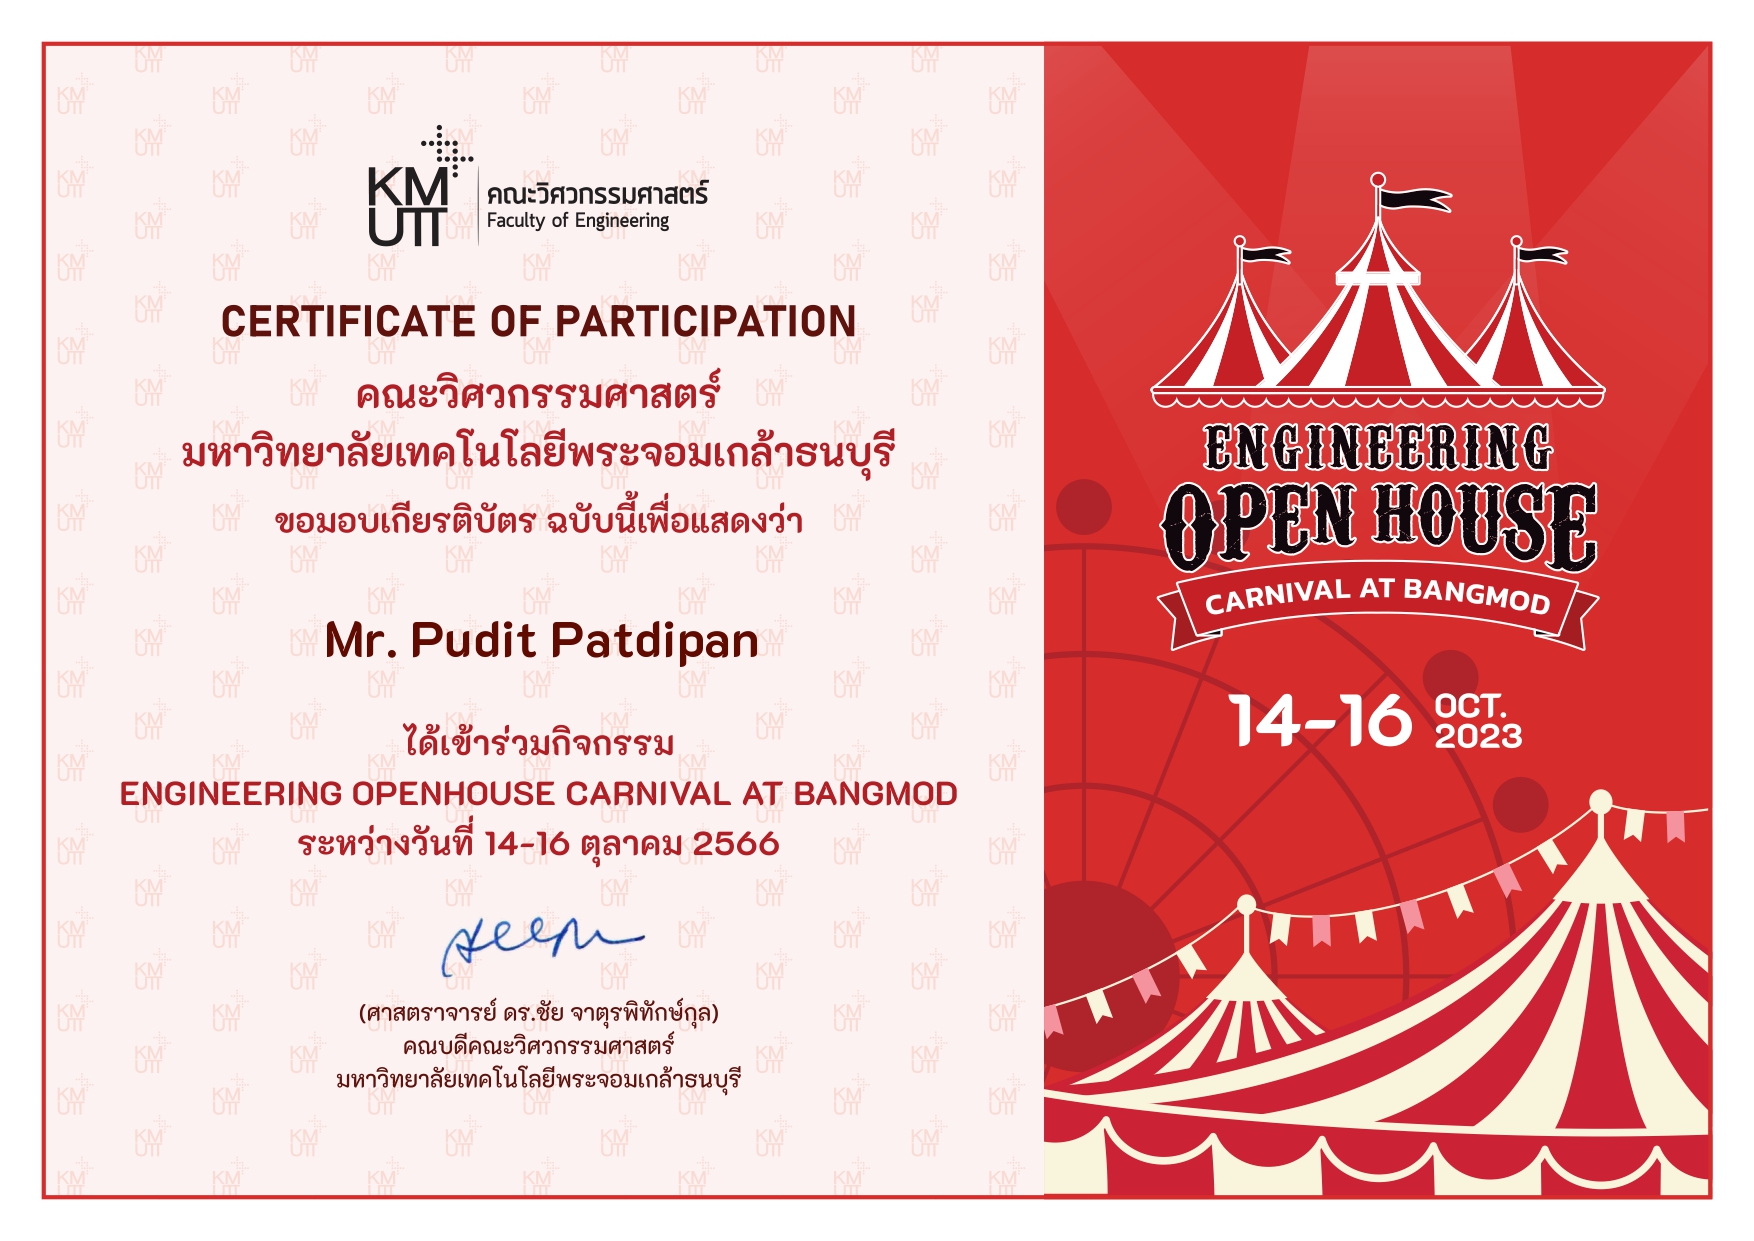 KM
UTT
คณะวิศวกรรมศาสตร์
Faculty of Engineering
CERTIFICATE OF PARTICIPATION
คณะวิศวกรรมศาสตร์
มหาวิทยาลัยเทคโนโลยีพระจอมเกล้าธนบุรี
ขอมอบเกียรติบัตร ฉบับนี้เพื่อแสดงว่า
Mr. Pudit Patdipan
ได้เข้าร่วมกิจกรรม
ENGINEERING OPENHOUSE CARNIVAL AT BANGMOD
ระหว่างวันที่ 14-16 ตุลาคม 2566
(ศาสตราจารย์ ดร.ชัย จาตุรพิทักษ์กุล)
คณบดีคณะวิศวกรรมศาสตร์
มหาวิทยาลัยเทคโนโลยีพระจอมเกล้าธนบุรี
ENGINEERING
OPEN HOUSE
CARNIVAL AT BANGMOD
14-16 OCT.
2023